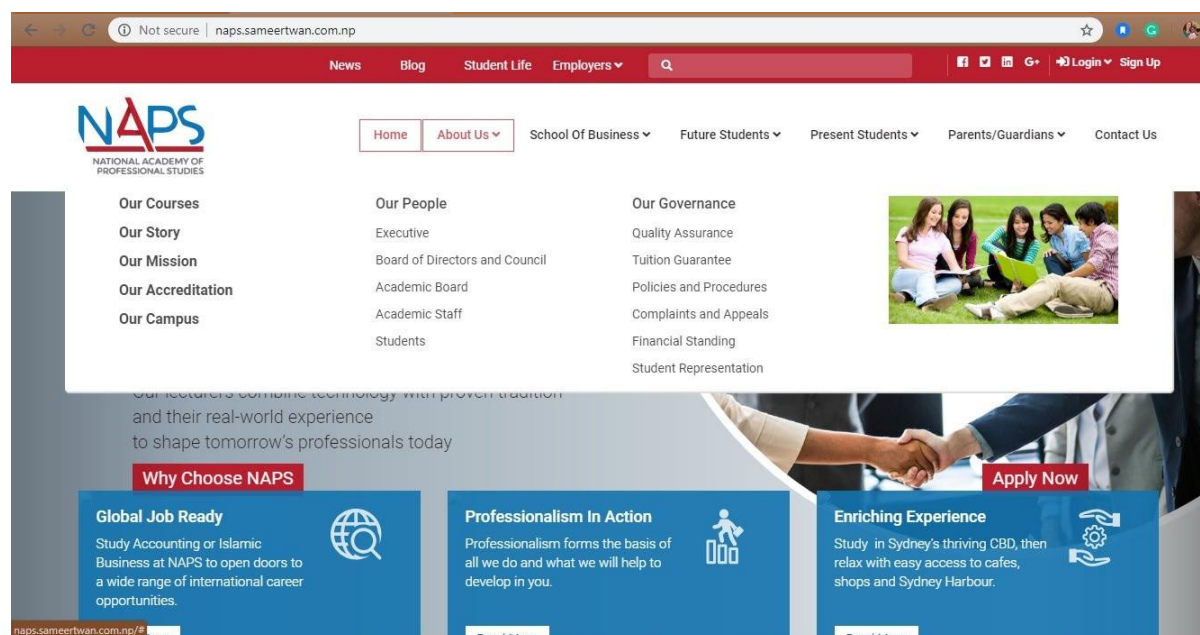 Not secure | naps.sameertwan.com.np
News Blog Student Life Employers Login Sign Up
NAPS
NATIONAL ACADEMY OF
PROFESSIONAL STUDIES
Home About Us School Of Business Future Students Present Students Parents/Guardians Contact Us
Our Courses
Our Story
Our Mission
Our Accreditation
Our Campus
Our People
Executive
Board of Directors and Council
Academic Board
Academic Staff
Students
Our Governance
Quality Assurance
Tuition Guarantee
Policies and Procedures
Complaints and Appeals
Financial Standing
Student Representation
Our lecturers combine technology with proven tradition
and their real-world experience
to shape tomorrow's professionals today
Why Choose NAPS
Apply Now
Global Job Ready
Study Accounting or Islamic
Business at NAPS to open doors to
a wide range of international career
opportunities.
Professionalism In Action
Professionalism forms the basis of
all we do and what we will help to
develop in you.
Enriching Experience
Study in Sydney's thriving CBD, then
relax with easy access to cafes,
shops and Sydney Harbour.
naps.sameertwan.com.np/#